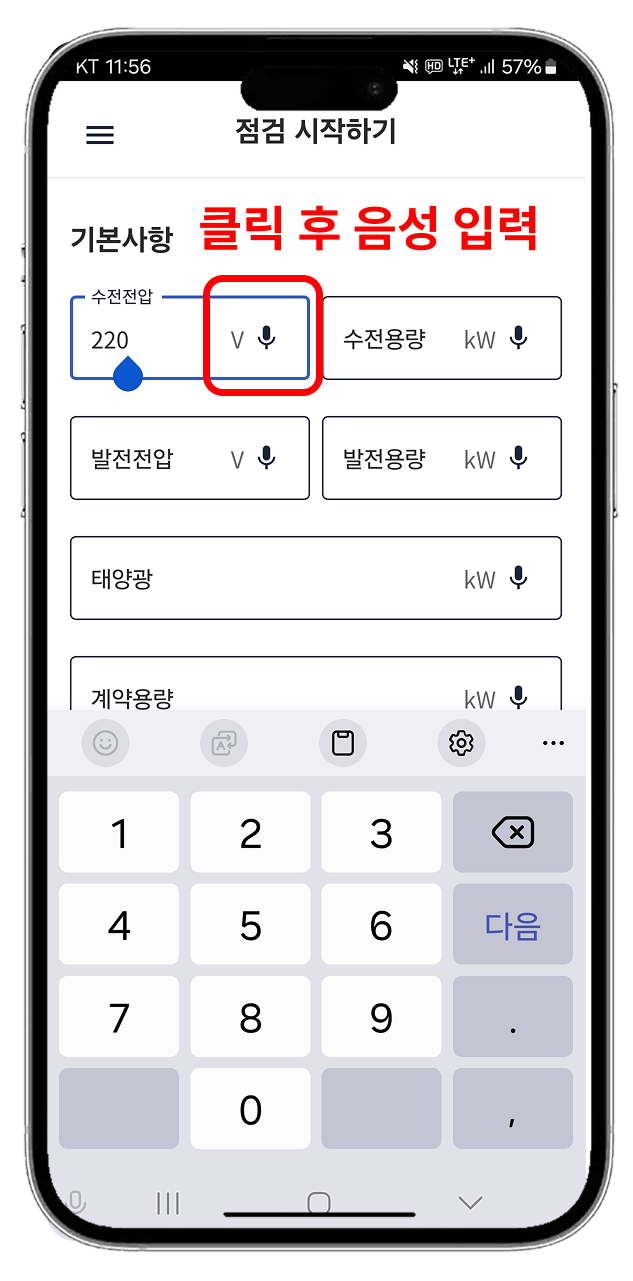 KT 11:56 HD LTE+ 57%
점검 시작하기
기본사항 클릭 후 음성 입력
수전전압
220 V 수전용량 kW
발전전압 V 발전용량 kW
태양광 kW
계약용량 kW
1 2 3
4 5 6 다음
7 8 9 .
0 ,